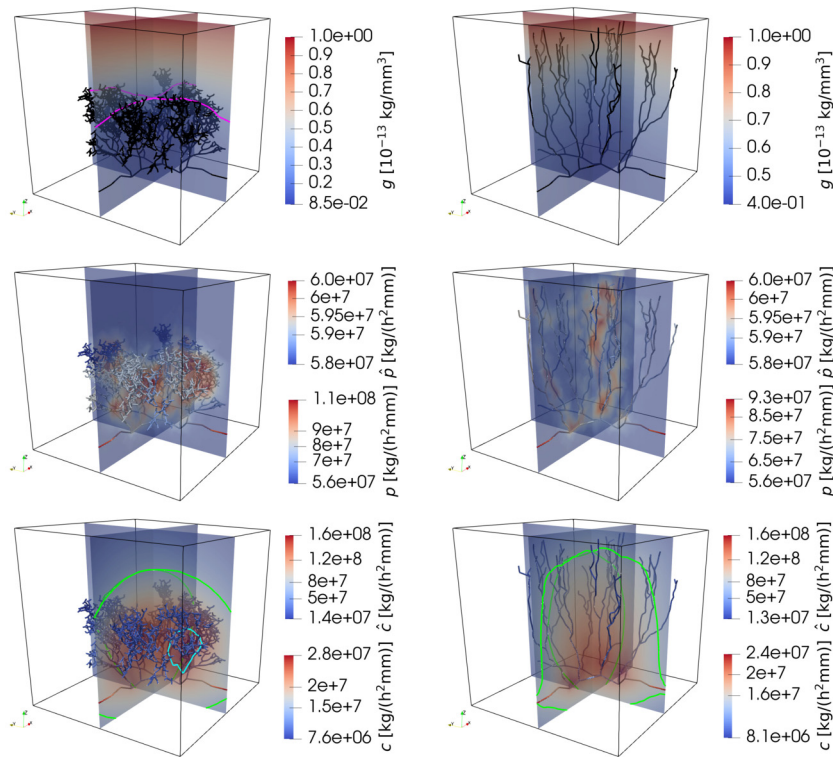 1.0e+00
0.9
0.8
0.7
0.6
0.5
0.4
0.3
0.2
8.5e-02
g [10⁻¹³ kg/mm³]
1.0e+00
0.9
0.8
0.7
0.6
0.5
4.0e-01
g [10⁻¹³ kg/mm³]
6.0e+07
6e+7
5.95e+7
5.9e+7
5.8e+07
p̂ [kg/(h²mm)]
1.1e+08
9e+7
8e+7
7e+7
5.6e+07
p [kg/(h²mm)]
6.0e+07
6e+7
5.95e+7
5.9e+7
5.8e+07
p̂ [kg/(h²mm)]
9.3e+07
8.5e+7
7.5e+7
6.5e+7
5.6e+07
p [kg/(h²mm)]
1.6e+08
1.2e+8
8e+7
5e+7
1.4e+07
ĉ [kg/(h²mm)]
2.8e+07
2e+7
1.5e+7
7.6e+06
c [kg/(h²mm)]
1.6e+08
1.2e+8
8e+7
5e+7
1.3e+07
ĉ [kg/(h²mm)]
2.4e+07
2e+7
1.6e+7
8.1e+06
c [kg/(h²mm)]